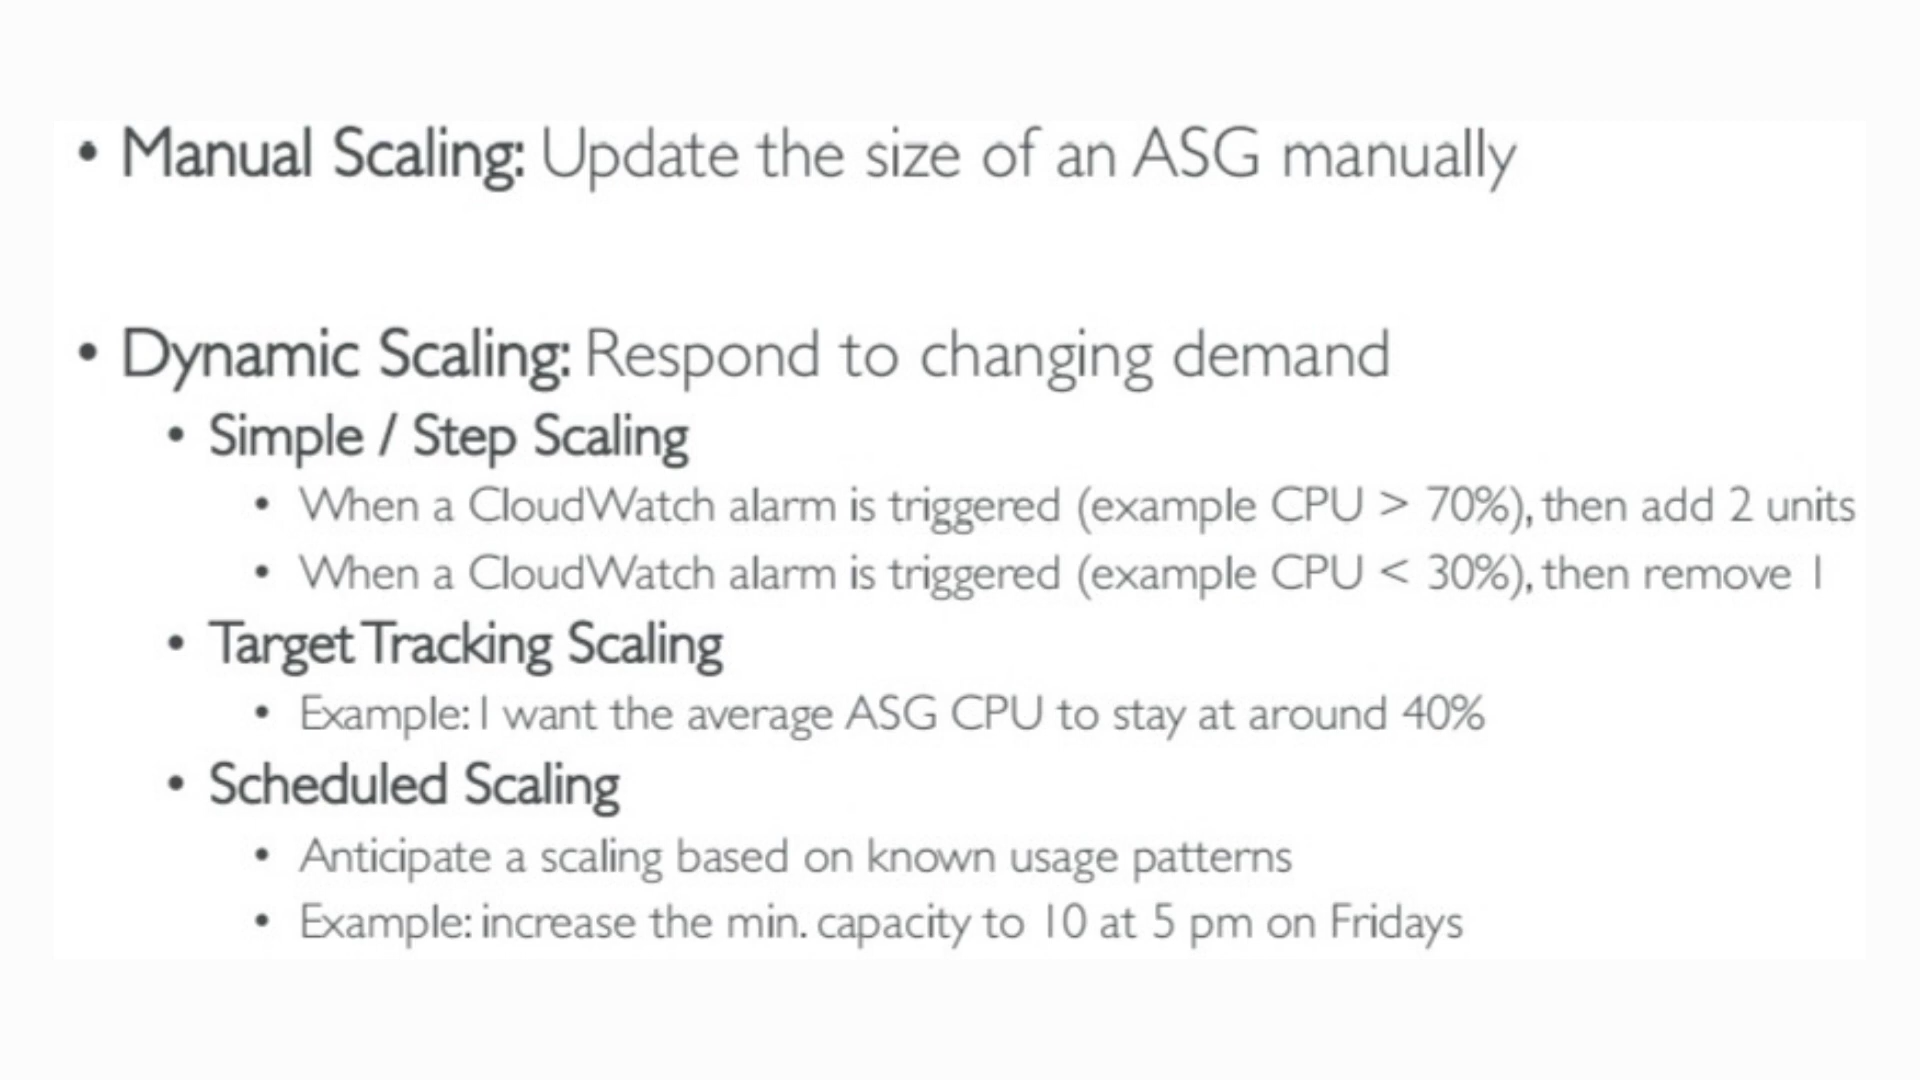 • Manual Scaling: Update the size of an ASG manually
• Dynamic Scaling: Respond to changing demand
• Simple / Step Scaling
• When a CloudWatch alarm is triggered (example CPU > 70%), then add 2 units
• When a CloudWatch alarm is triggered (example CPU < 30%), then remove 1
• Target Tracking Scaling
• Example: I want the average ASG CPU to stay at around 40%
• Scheduled Scaling
• Anticipate a scaling based on known usage patterns
• Example: increase the min. capacity to 10 at 5 pm on Fridays